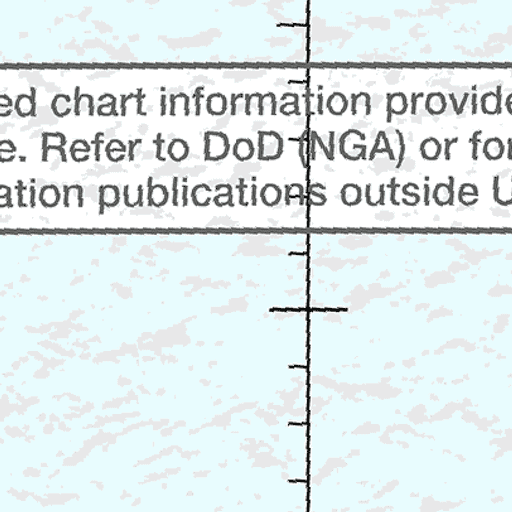 ed chart information provide
e. Refer to DoD (NGA) or for
ation publications outside U